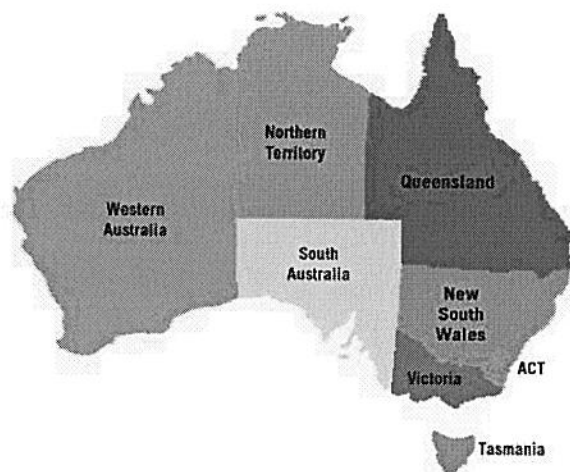 Northern
Territory
Queensland
Western
Australia
South
Australia
New
South
Wales
ACT
Victoria
Tasmania